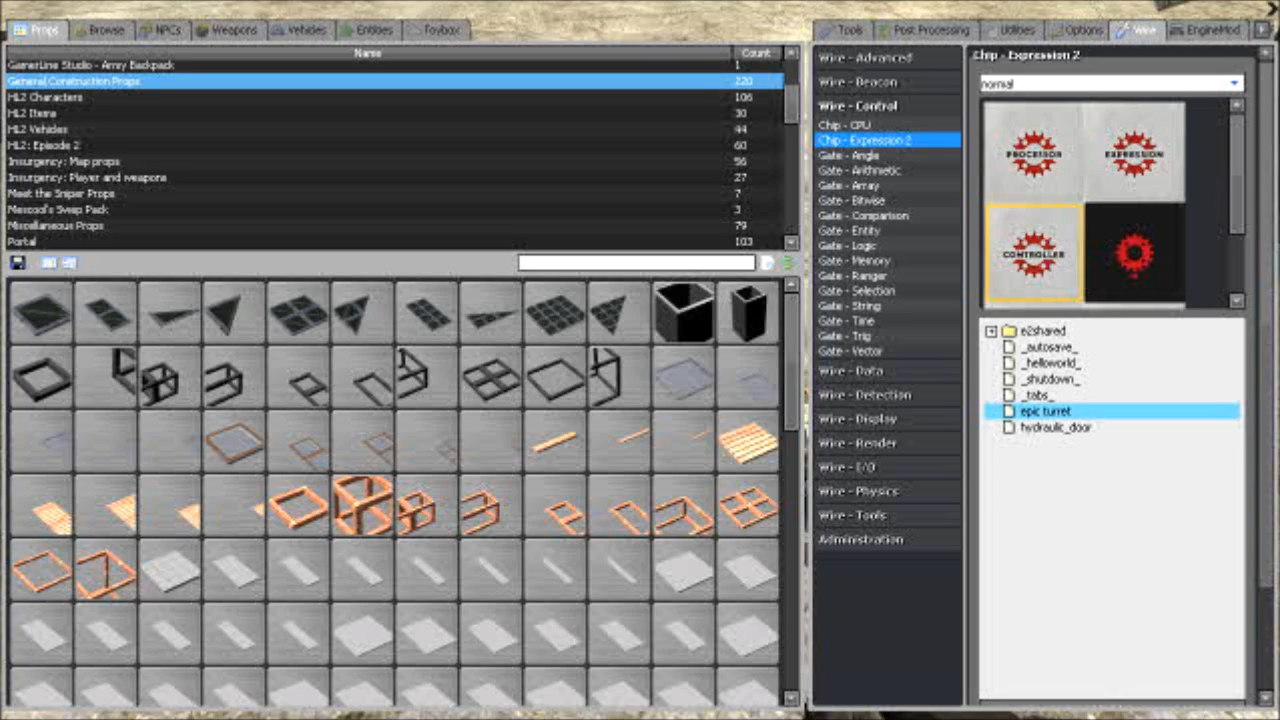 Props
Browse
NPCs
Weapons
Vehicles
Entities
Toybox
Name
Count
GamerLine Studio - Army Backpack
1
General Construction Props
220
HL2 Characters
106
HL2 Items
30
HL2 Vehicles
44
HL2: Episode 2
60
Insurgency: Map props
56
Insurgency: Player and weapons
27
Meet the Sniper Props
7
3
Miscellaneous Props
79
Portal
103
Tools
Post Processing
Utilities
Options
Wire
EngineMod
Wire - Advanced
Wire - Beacon
Wire - Control
Chip - CPU
Chip - Expression 2
Gate - Angle
Gate - Arithmetic
Gate - Array
Gate - Bitwise
Gate - Comparison
Gate - Entity
Gate - Logic
Gate - Memory
Gate - Ranger
Gate - Selection
Gate - String
Gate - Time
Gate - Trig
Gate - Vector
Wire - Data
Wire - Detection
Wire - Display
Wire - Render
Wire - I/O
Wire - Physics
Wire - Tools
Administration
Chip - Expression 2
normal
PROCESSOR
EXPRESSION
CONTROLLER
e2shared
_autosave_
_helloworld_
_shutdown_
_tabs_
epic turret
hydraulic_door